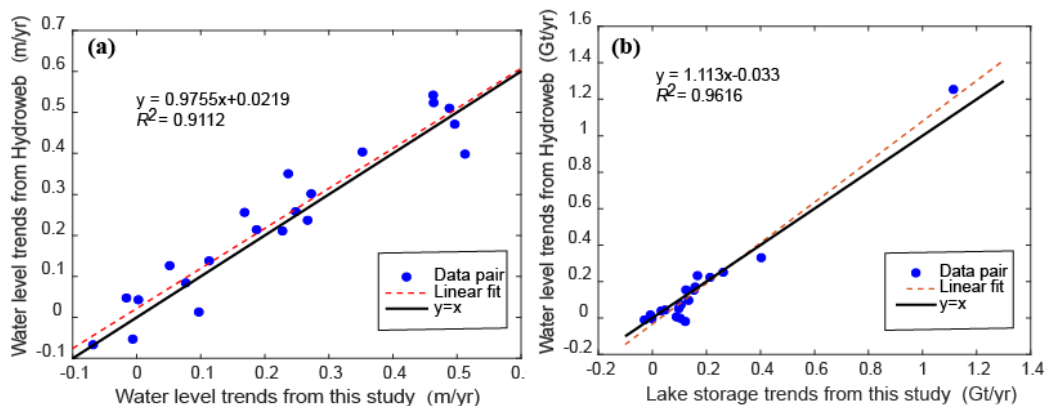 (a)
y = 0.9755x+0.0219
R² = 0.9112
Data pair
Linear fit
y=x
Water level trends from Hydroweb (m/yr)
0.7
0.6
0.5
0.4
0.3
0.2
0.1
0
-0.1
-0.1
0
0.1
0.2
0.3
0.4
0.5
0.
Water level trends from this study (m/yr)
(b)
y = 1.113x-0.033
R² = 0.9616
Data pair
Linear fit
y=x
Water level trends from Hydroweb (Gt/yr)
1.6
1.4
1.2
1
0.8
0.6
0.4
0.2
0
-0.2
-0.2
0
0.2
0.4
0.6
0.8
1
1.2
1.4
Lake storage trends from this study (Gt/yr)